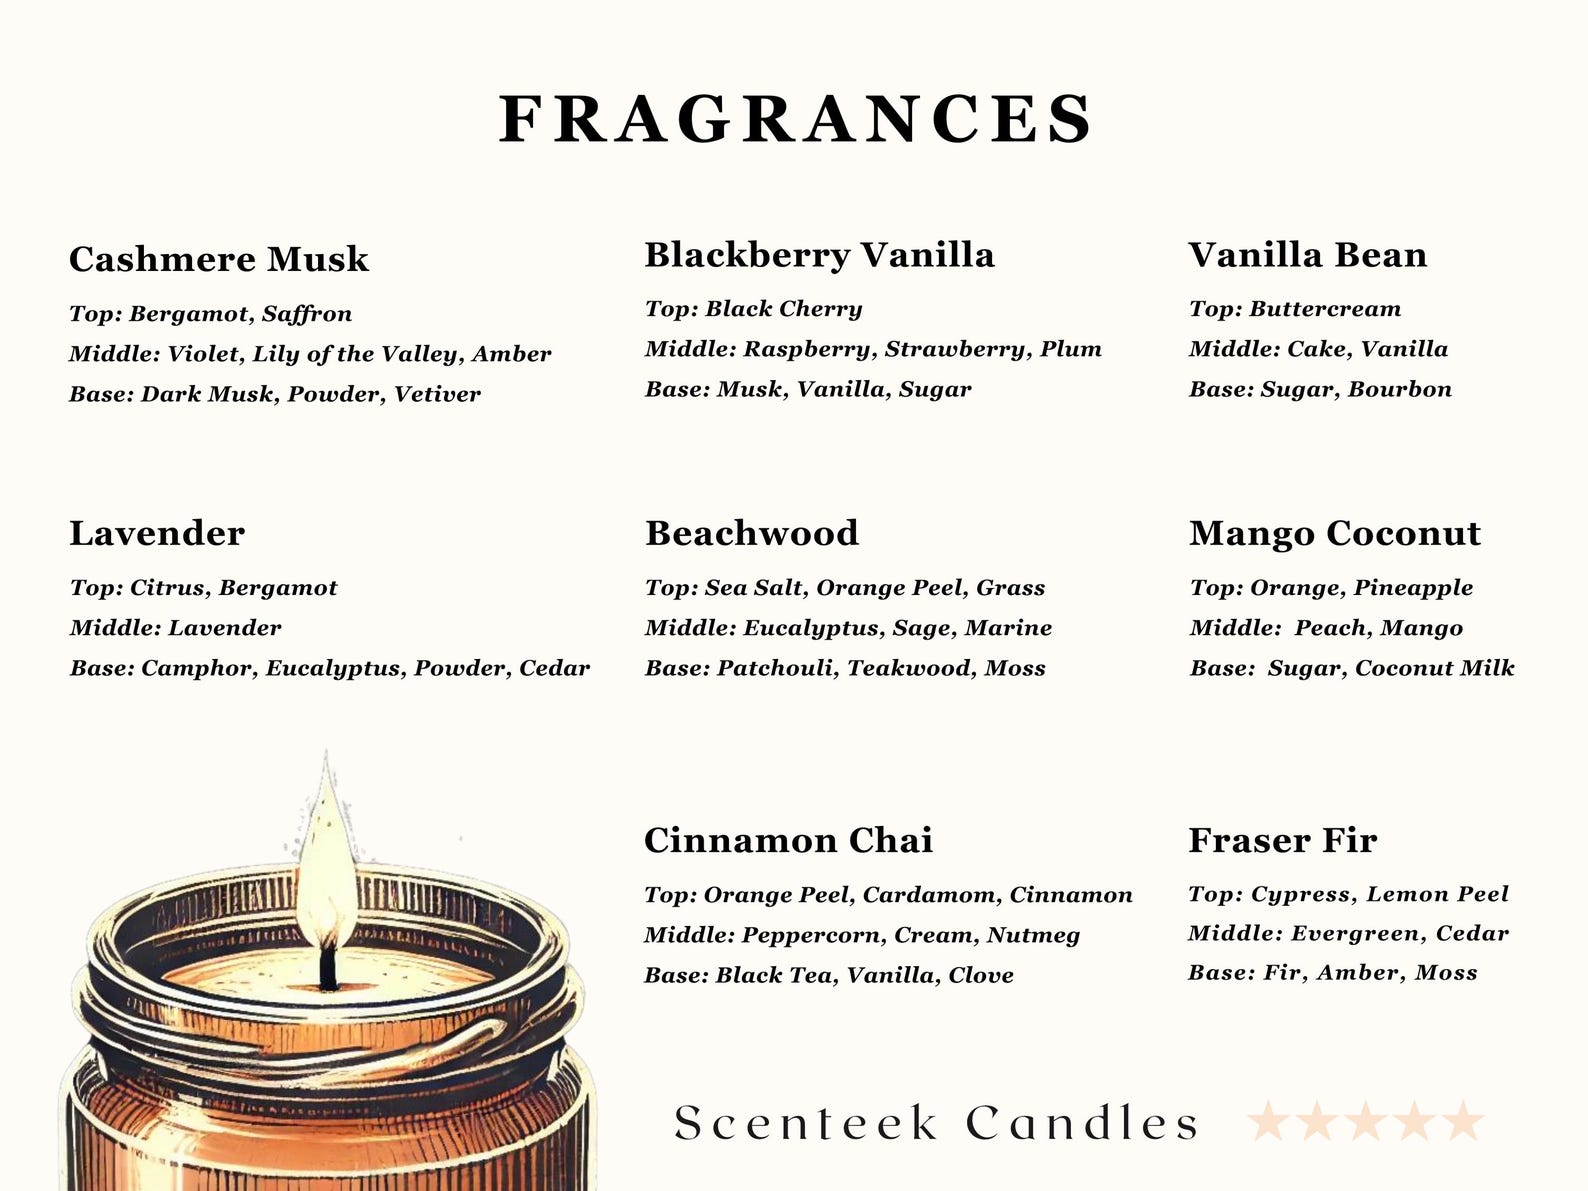 FRAGRANCES
Cashmere Musk
Top: Bergamot, Saffron
Middle: Violet, Lily of the Valley, Amber
Base: Dark Musk, Powder, Vetiver
Blackberry Vanilla
Top: Black Cherry
Middle: Raspberry, Strawberry, Plum
Base: Musk, Vanilla, Sugar
Vanilla Bean
Top: Buttercream
Middle: Cake, Vanilla
Base: Sugar, Bourbon
Lavender
Top: Citrus, Bergamot
Middle: Lavender
Base: Camphor, Eucalyptus, Powder, Cedar
Beachwood
Top: Sea Salt, Orange Peel, Grass
Middle: Eucalyptus, Sage, Marine
Base: Patchouli, Teakwood, Moss
Mango Coconut
Top: Orange, Pineapple
Middle: Peach, Mango
Base: Sugar, Coconut Milk
Cinnamon Chai
Top: Orange Peel, Cardamom, Cinnamon
Middle: Peppercorn, Cream, Nutmeg
Base: Black Tea, Vanilla, Clove
Fraser Fir
Top: Cypress, Lemon Peel
Middle: Evergreen, Cedar
Base: Fir, Amber, Moss
Scenteek Candles